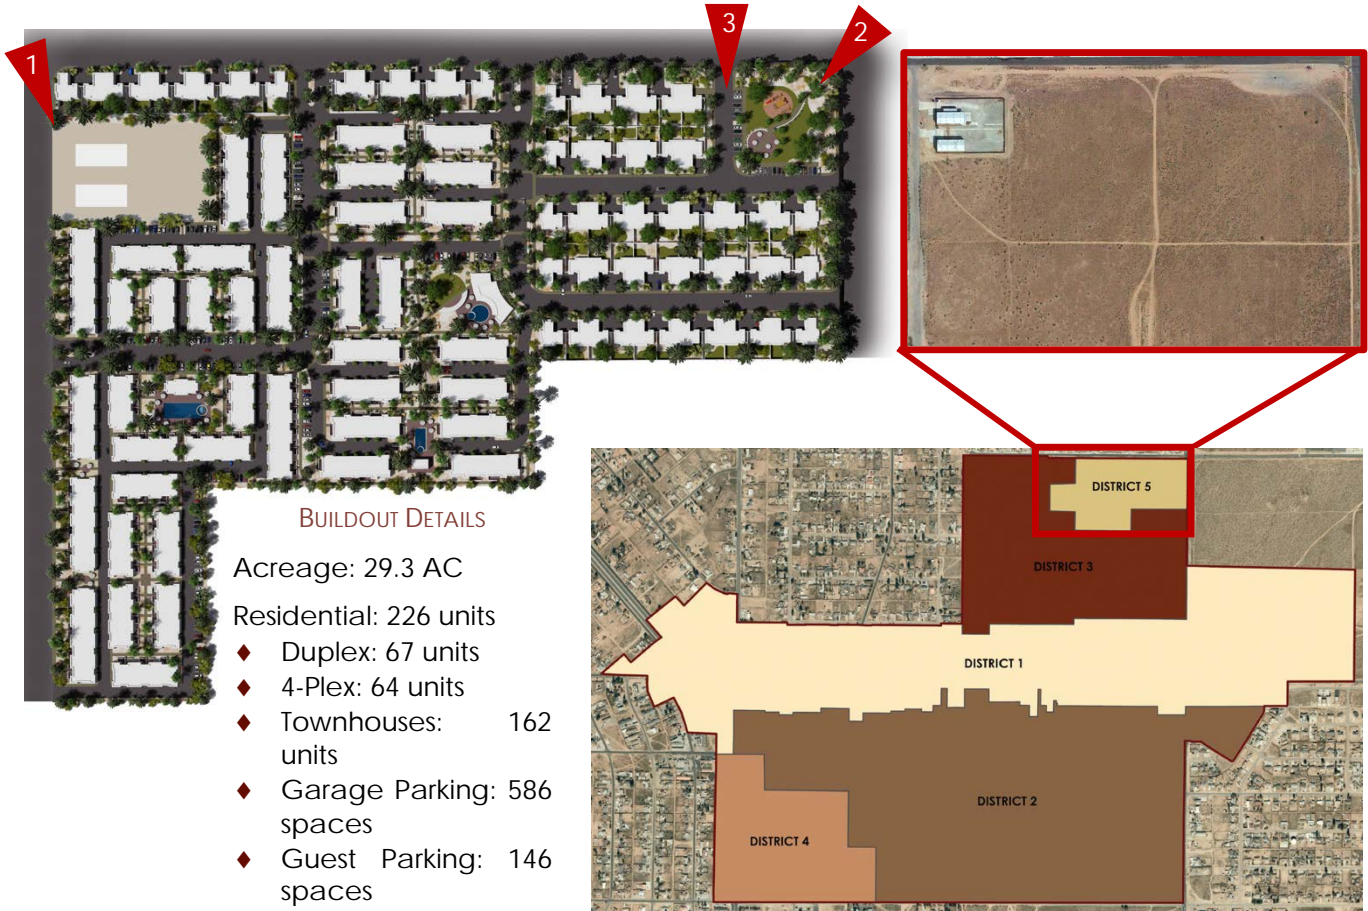 1
3
2
BUILDOUT DETAILS
Acreage: 29.3 AC
Residential: 226 units
♦ Duplex: 67 units
♦ 4-Plex: 64 units
♦ Townhouses: 162
units
♦ Garage Parking: 586
spaces
♦ Guest Parking: 146
spaces
DISTRICT 5
DISTRICT 3
DISTRICT 1
DISTRICT 2
DISTRICT 4